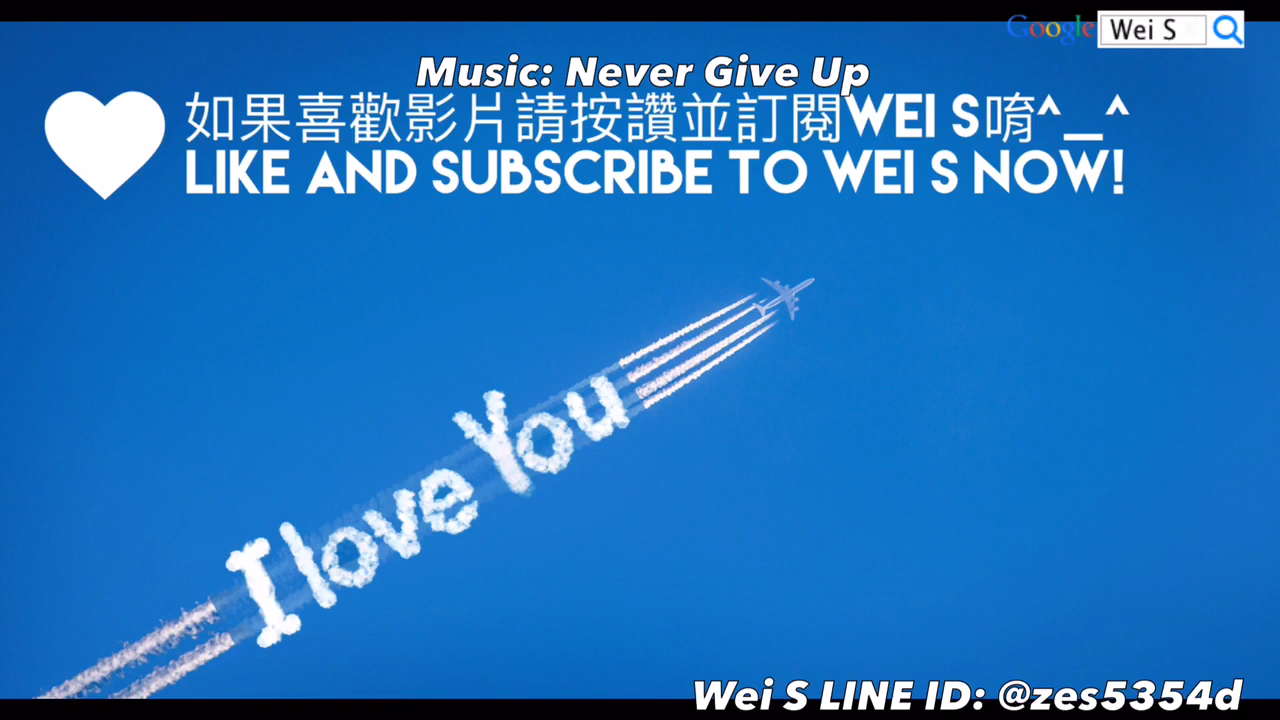 Google Wei S
Music: Never Give Up
如果喜歡影片請按讚並訂閱WEI S唷^_^
LIKE AND SUBSCRIBE TO WEI S NOW!
I love You
Wei S LINE ID: @zes5354d